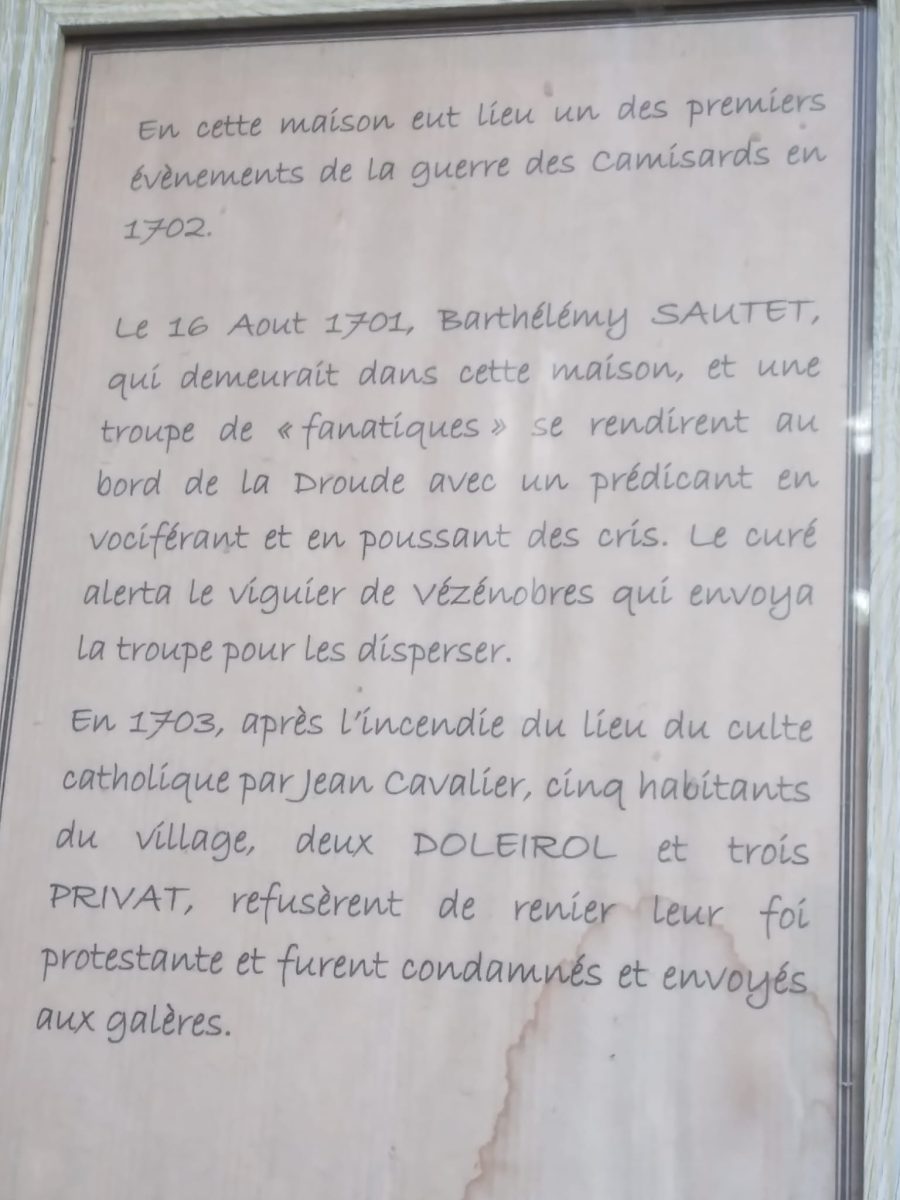 En cette maison eut lieu un des premiers
évènements de la guerre des Camisards en
1702.
Le 16 Aout 1701, Barthélémy SAUTET,
qui demeurait dans cette maison, et une
troupe de « fanatiques » se rendirent au
bord de la Droude avec un prédicant en
vociférant et en poussant des cris. Le curé
alerta le viguier de Vézénobres qui envoya
la troupe pour les disperser.
En 1703, après l'incendie du lieu du culte
catholique par Jean Cavalier, cinq habitants
du village, deux DOLEIROL et trois
PRIVAT, refusèrent de renier leur foi
protestante et furent condamnés et envoyés
aux galères.